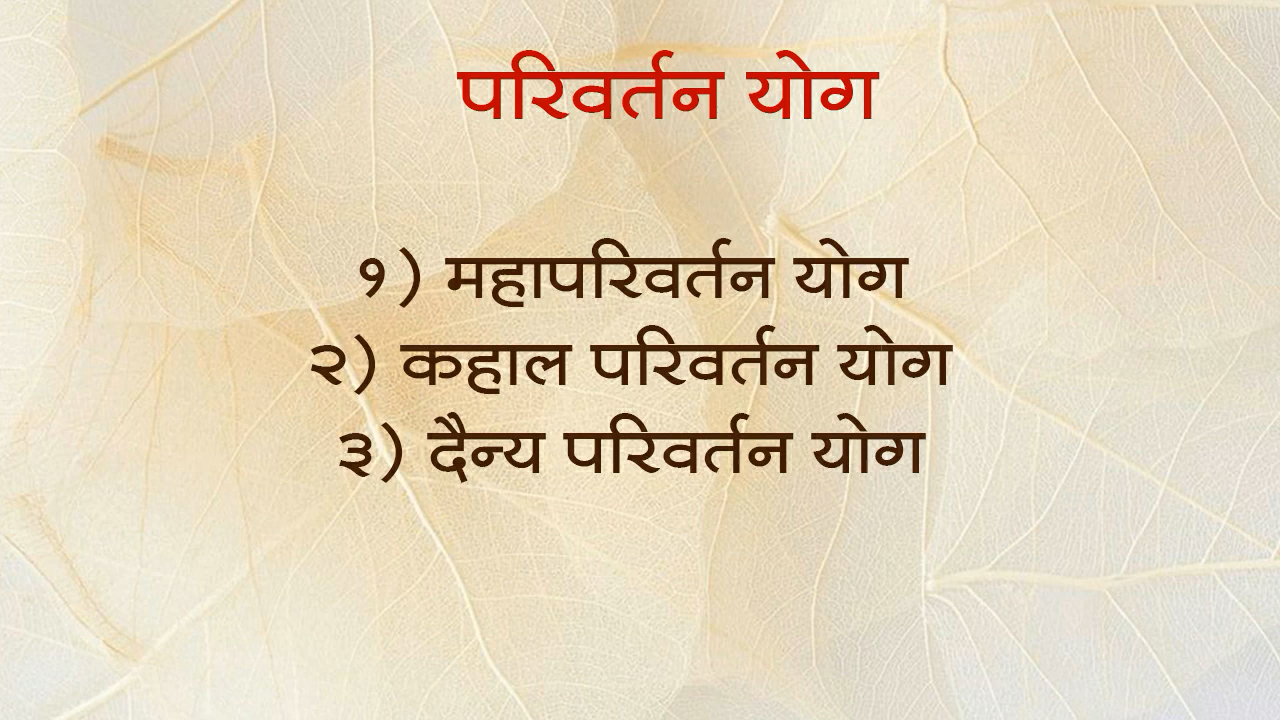 परिवर्तन योग
१) महापरिवर्तन योग
२) कहाल परिवर्तन योग
३) दैन्य परिवर्तन योग